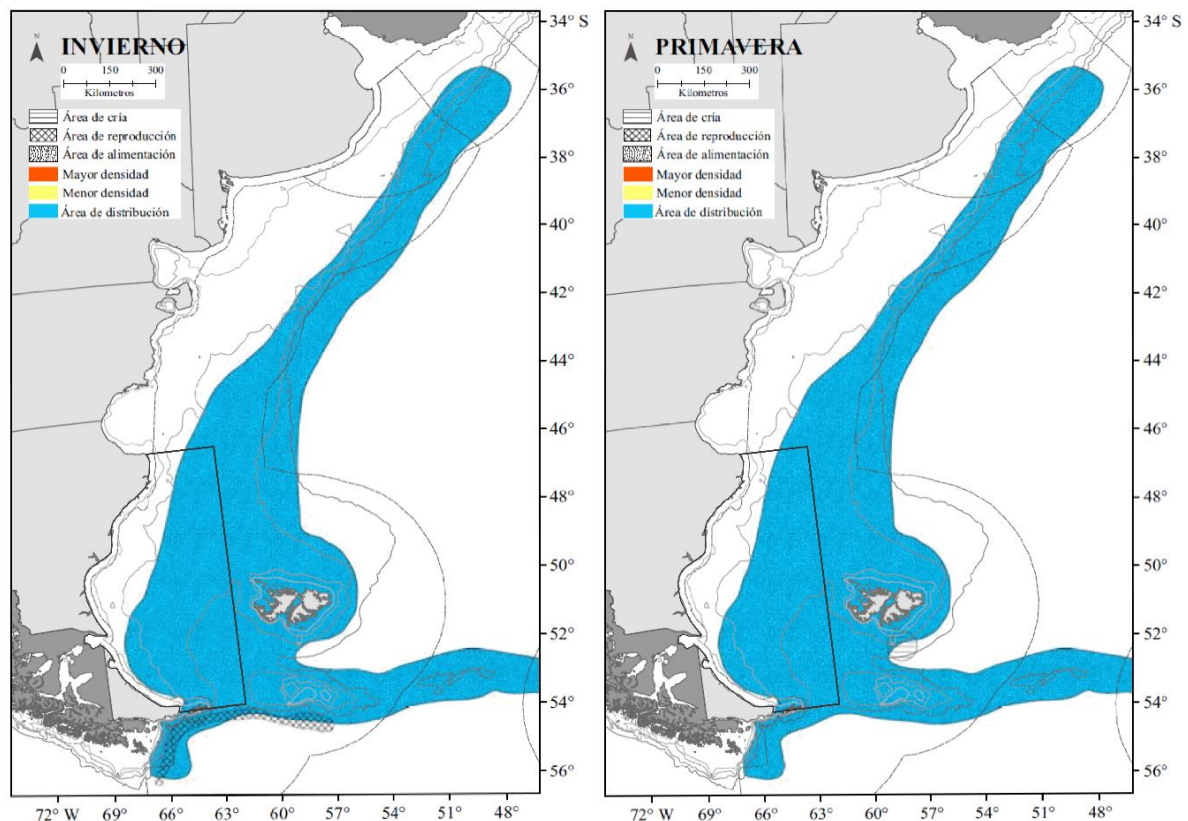 INVIERNO
N
0 150 300
Kilometros
Área de cría
Área de reproducción
Área de alimentación
Mayor densidad
Menor densidad
Área de distribución
72° W 69° 66° 63° 60° 57° 54° 51° 48°
34° S
36°
38°
40°
42°
44°
46°
48°
50°
52°
54°
56°
PRIMAVERA
N
0 150 300
Kilometros
Área de cría
Área de reproducción
Área de alimentación
Mayor densidad
Menor densidad
Área de distribución
72° W 69° 66° 63° 60° 57° 54° 51° 48°
34° S
36°
38°
40°
42°
44°
46°
48°
50°
52°
54°
56°